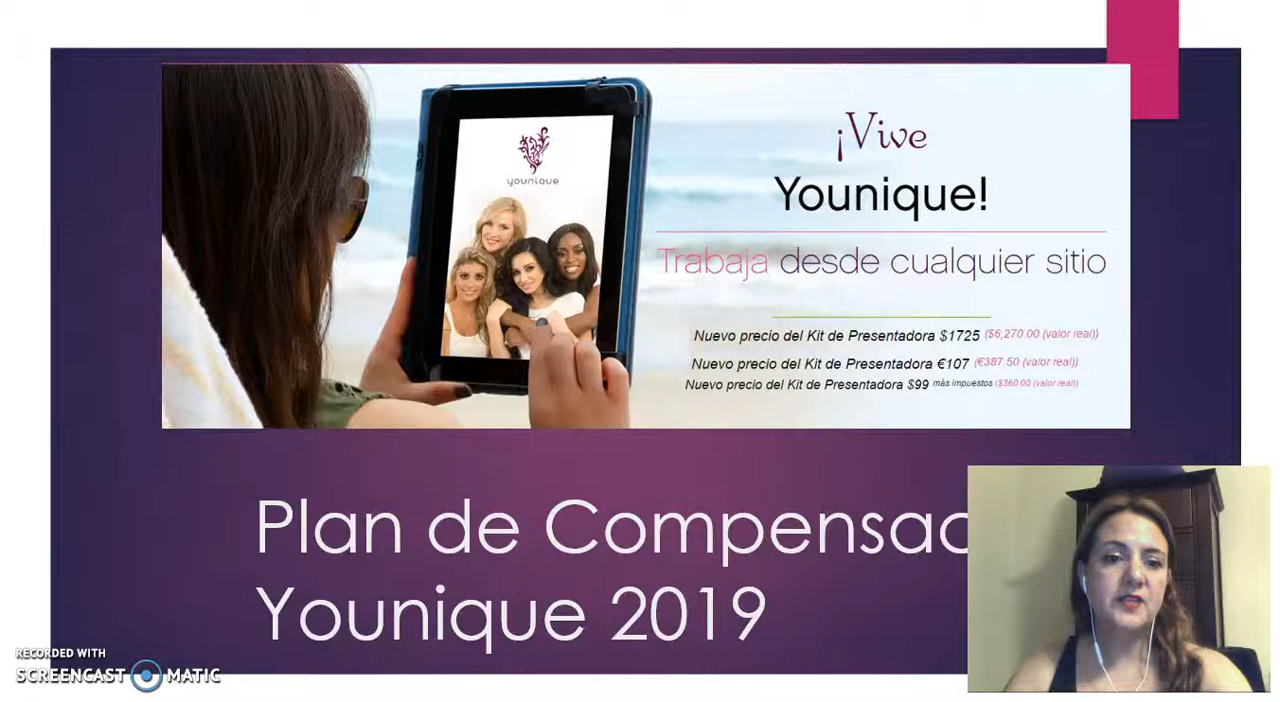 younique
¡Vive
Younique!
Trabaja desde cualquier sitio
Nuevo precio del Kit de Presentadora $1725 ($6,270.00 (valor real))
Nuevo precio del Kit de Presentadora €107 (€387.50 (valor real))
Nuevo precio del Kit de Presentadora $99 más impuestos ($360.00 (valor real))
Plan de Compensac
Younique 2019
RECORDED WITH
SCREENCAST MATIC